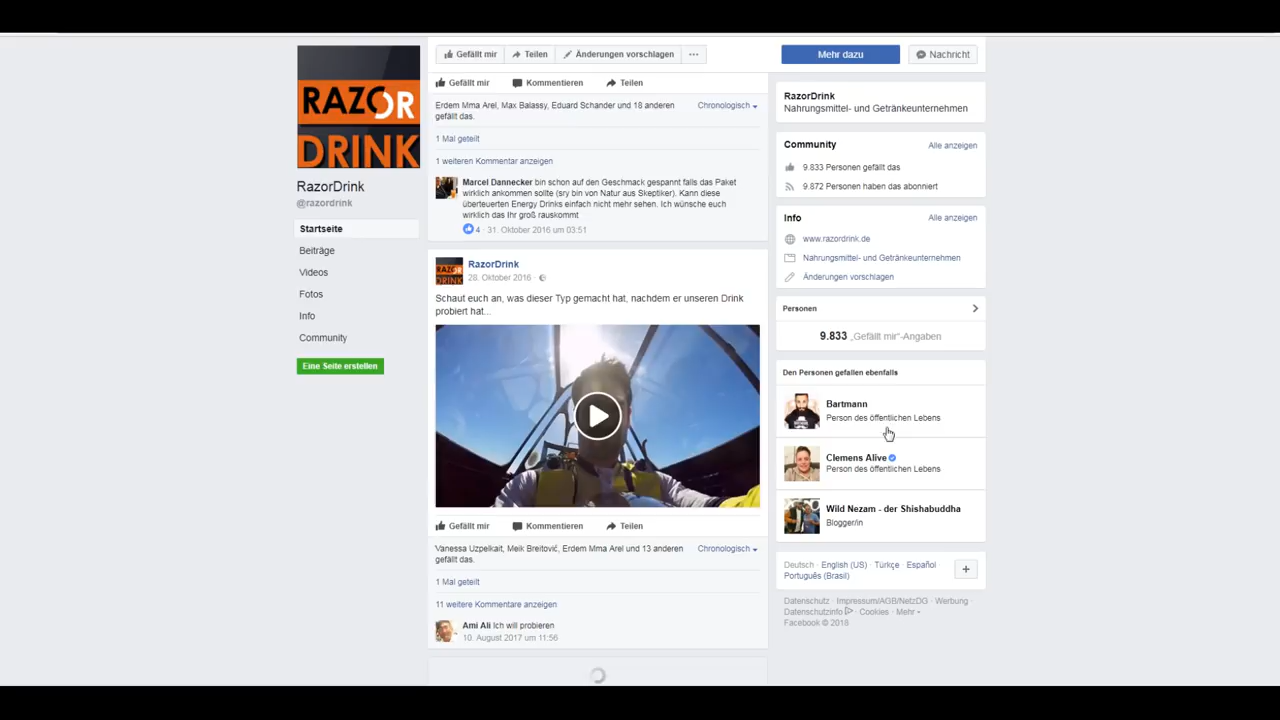 RAZOR
DRINK
RazorDrink
@razordrink
Startseite
Beiträge
Videos
Fotos
Info
Community
Eine Seite erstellen
Gefällt mir
Teilen
Änderungen vorschlagen
...
Mehr dazu
Nachricht
Gefällt mir
Kommentieren
Teilen
Erdem Mma Arel, Max Balassy, Eduard Schander und 18 anderen
gefällt das.
Chronologisch
1 Mal geteilt
1 weiteren Kommentar anzeigen
Marcel Dannecker bin schon auf den Geschmack gespannt falls das Paket
wirklich ankommen sollte (sry bin von Natur aus Skeptiker). Kann diese
überteuerten Energy Drinks einfach nicht mehr sehen. Ich wünsche euch
wirklich das Ihr groß rauskommt
4 · 31. Oktober 2016 um 03:51
RAZOR
DRINK
RazorDrink
28. Oktober 2016 ·
Schaut euch an, was dieser Typ gemacht hat, nachdem er unseren Drink
probiert hat...
Gefällt mir
Kommentieren
Teilen
Vanessa Uzpelkait, Meik Breitović, Erdem Mma Arel und 13 anderen
gefällt das.
Chronologisch
1 Mal geteilt
11 weitere Kommentare anzeigen
Ami Ali Ich will probieren
10. August 2017 um 11:56
RazorDrink
Nahrungsmittel- und Getränkeunternehmen
Community
Alle anzeigen
9.833 Personen gefällt das
9.872 Personen haben das abonniert
Info
Alle anzeigen
www.razordrink.de
Nahrungsmittel- und Getränkeunternehmen
Änderungen vorschlagen
Personen
9.833 „Gefällt mir“-Angaben
Den Personen gefallen ebenfalls
Bartmann
Person des öffentlichen Lebens
Clemens Alive
Person des öffentlichen Lebens
Wild Nezam - der Shishabuddha
Blogger/in
Deutsch · English (US) · Türkçe · Español ·
Português (Brasil)
+
Datenschutz · Impressum/AGB/NetzDG · Werbung ·
Datenschutzinfo · Cookies · Mehr
Facebook © 2018